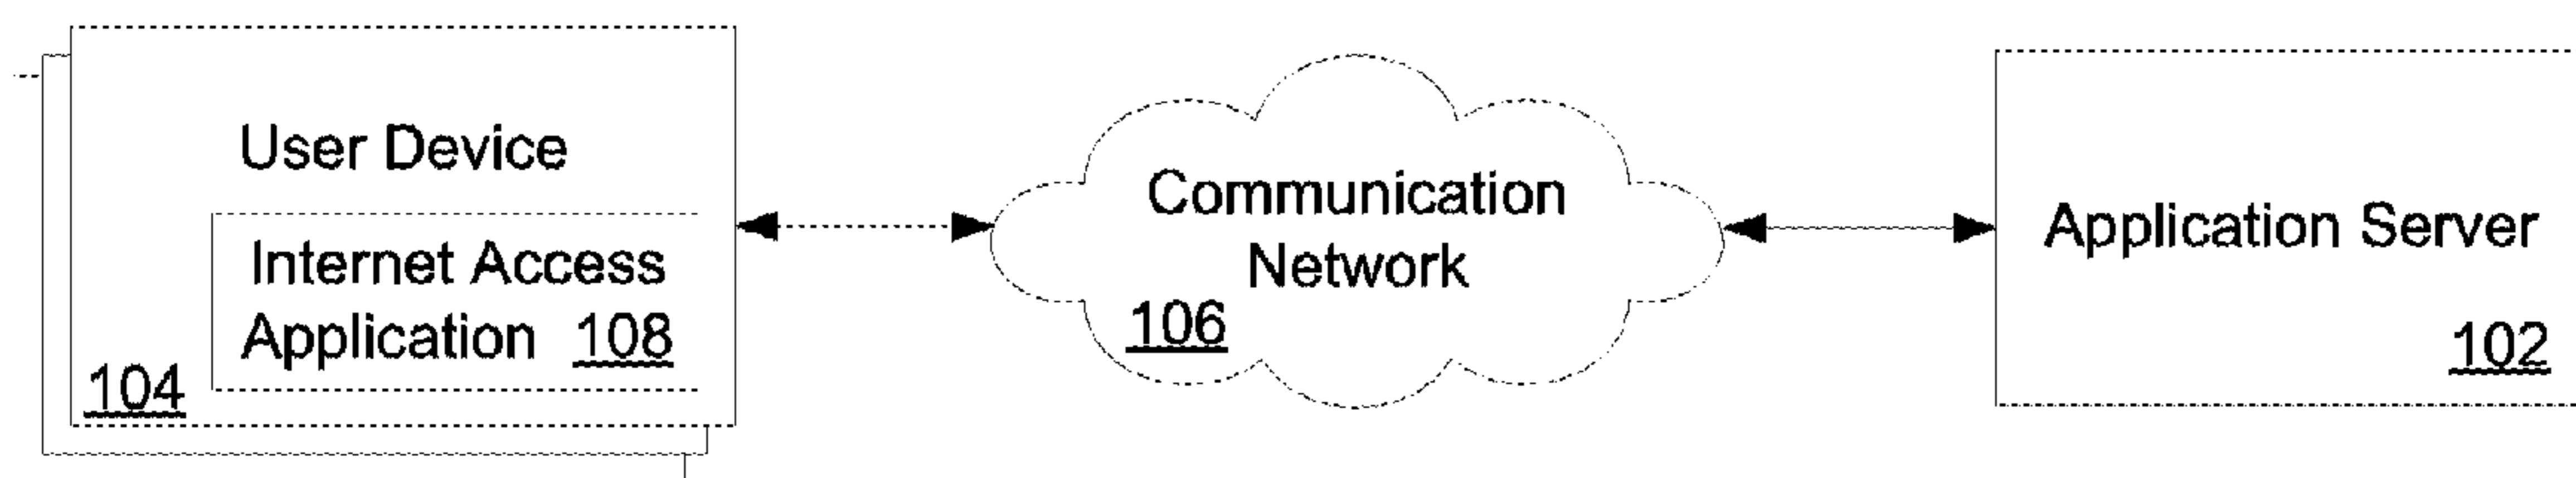 User Device
Internet Access
Application 108
104
Communication
Network
106
Application Server
102